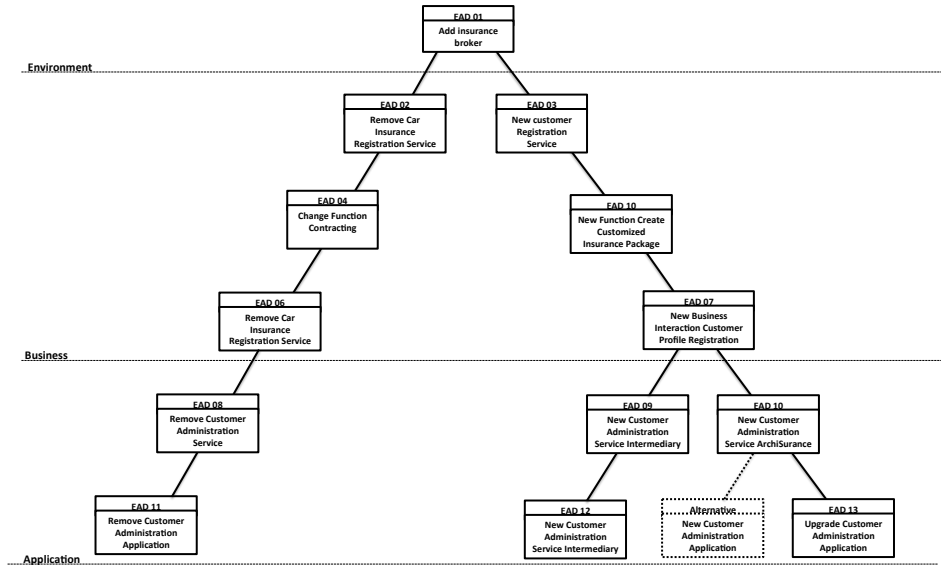 EAD 01
Add insurance
broker
Environment
EAD 02
Remove Car
Insurance
Registration Service
EAD 03
New customer
Registration
Service
EAD 04
Change Function
Contracting
EAD 10
New Function Create
Customized
Insurance Package
EAD 06
Remove Car
Insurance
Registration Service
EAD 07
New Business
Interaction Customer
Profile Registration
Business
EAD 08
Remove Customer
Administration
Service
EAD 09
New Customer
Administration
Service Intermediary
EAD 10
New Customer
Administration
Service ArchiSurance
EAD 11
Remove Customer
Administration
Application
EAD 12
New Customer
Administration
Service Intermediary
Alternative
New Customer
Administration
Application
EAD 13
Upgrade Customer
Administration
Application
Application